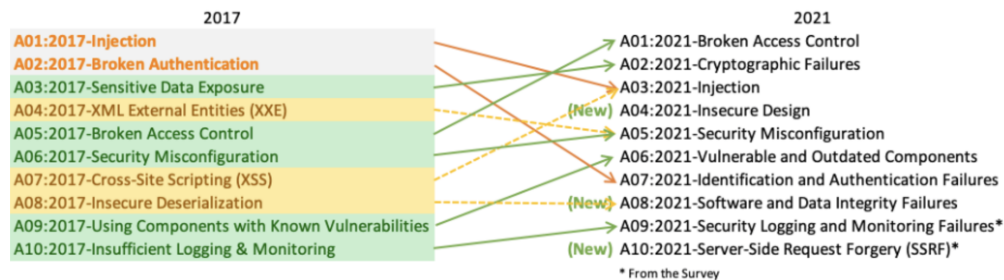 2017
A01:2017-Injection
A02:2017-Broken Authentication
A03:2017-Sensitive Data Exposure
A04:2017-XML External Entities (XXE)
A05:2017-Broken Access Control
A06:2017-Security Misconfiguration
A07:2017-Cross-Site Scripting (XSS)
A08:2017-Insecure Deserialization
A09:2017-Using Components with Known Vulnerabilities
A10:2017-Insufficient Logging & Monitoring
2021
A01:2021-Broken Access Control
A02:2021-Cryptographic Failures
A03:2021-Injection
(New) A04:2021-Insecure Design
A05:2021-Security Misconfiguration
A06:2021-Vulnerable and Outdated Components
A07:2021-Identification and Authentication Failures
(New) A08:2021-Software and Data Integrity Failures
A09:2021-Security Logging and Monitoring Failures*
(New) A10:2021-Server-Side Request Forgery (SSRF)*
* From the Survey